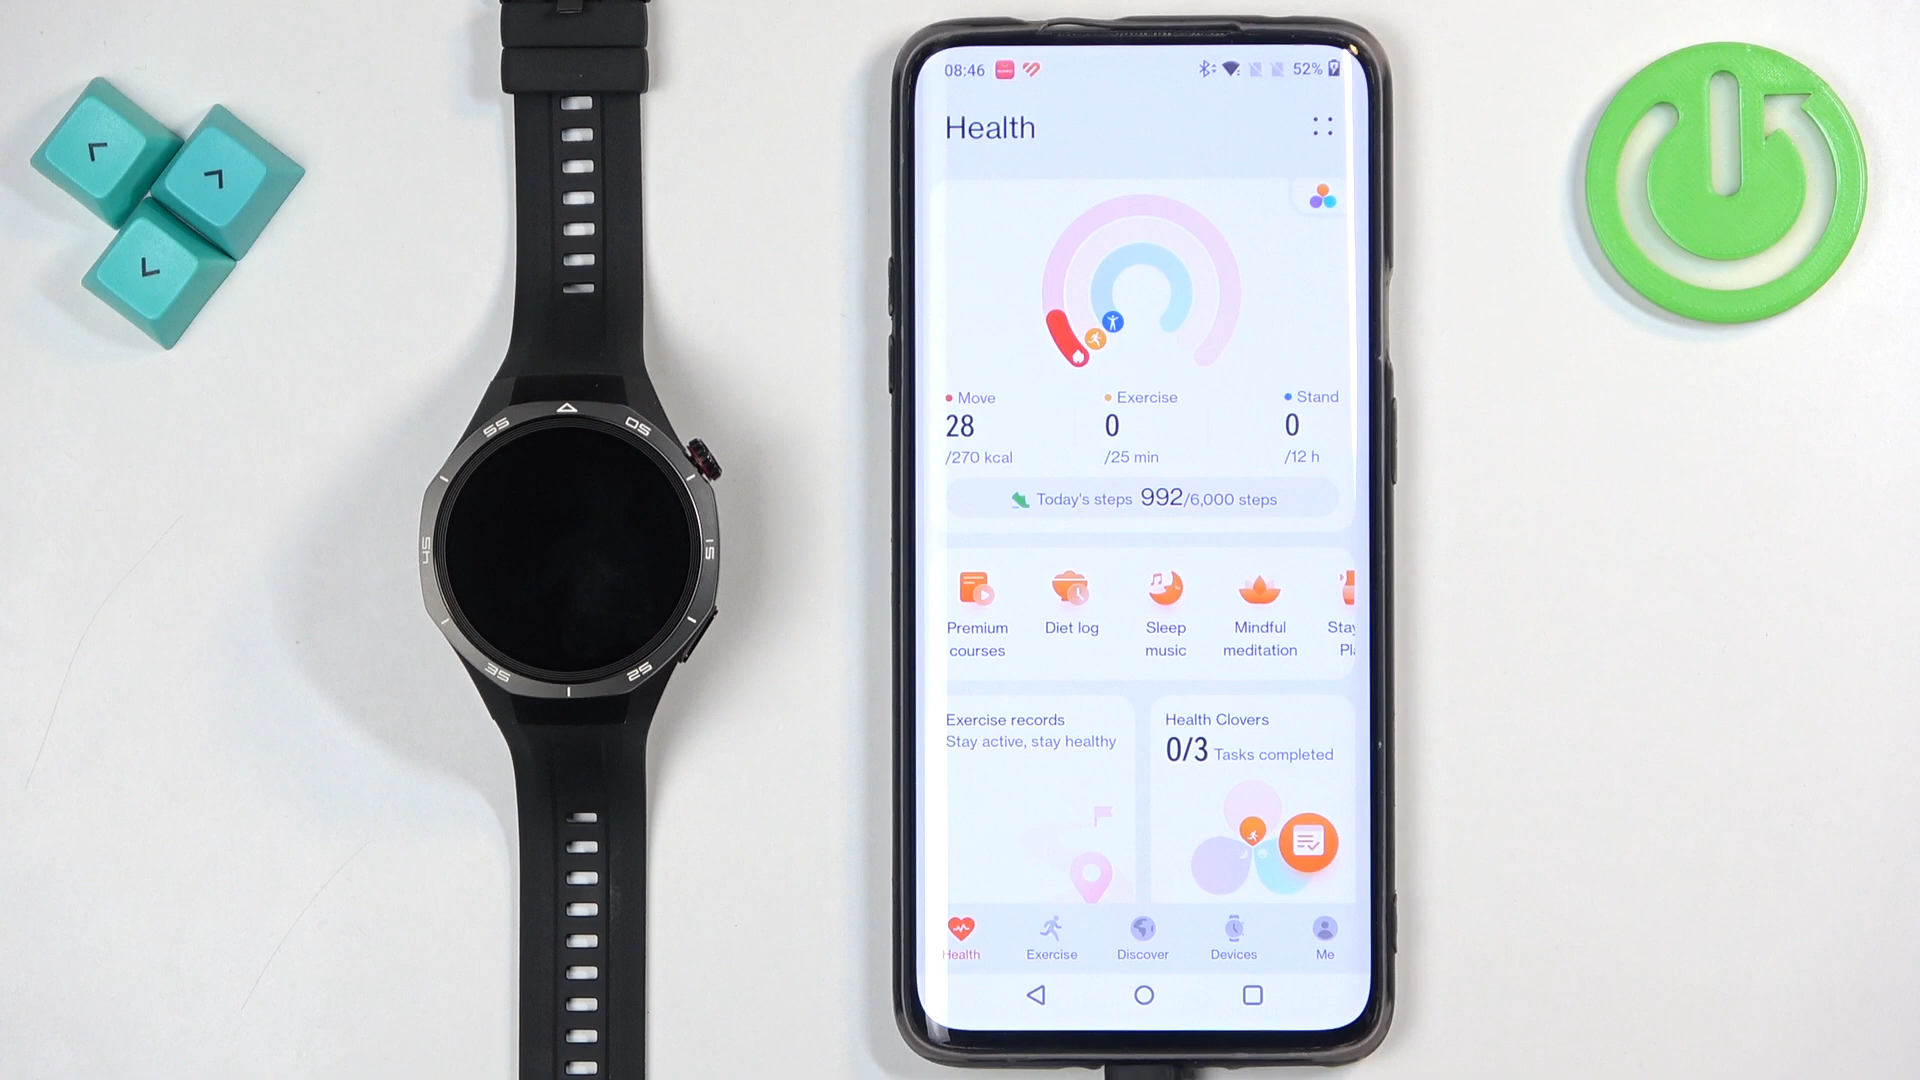 08:46
52%
Health
Move
Exercise
Stand
28
0
0
/270 kcal
/25 min
/12 h
Today's steps 992/6,000 steps
Premium courses
Diet log
Sleep music
Mindful meditation
Exercise records
Stay active, stay healthy
Health Clovers
0/3 Tasks completed
Health
Exercise
Discover
Devices
Me
55
05
45
15
35
25